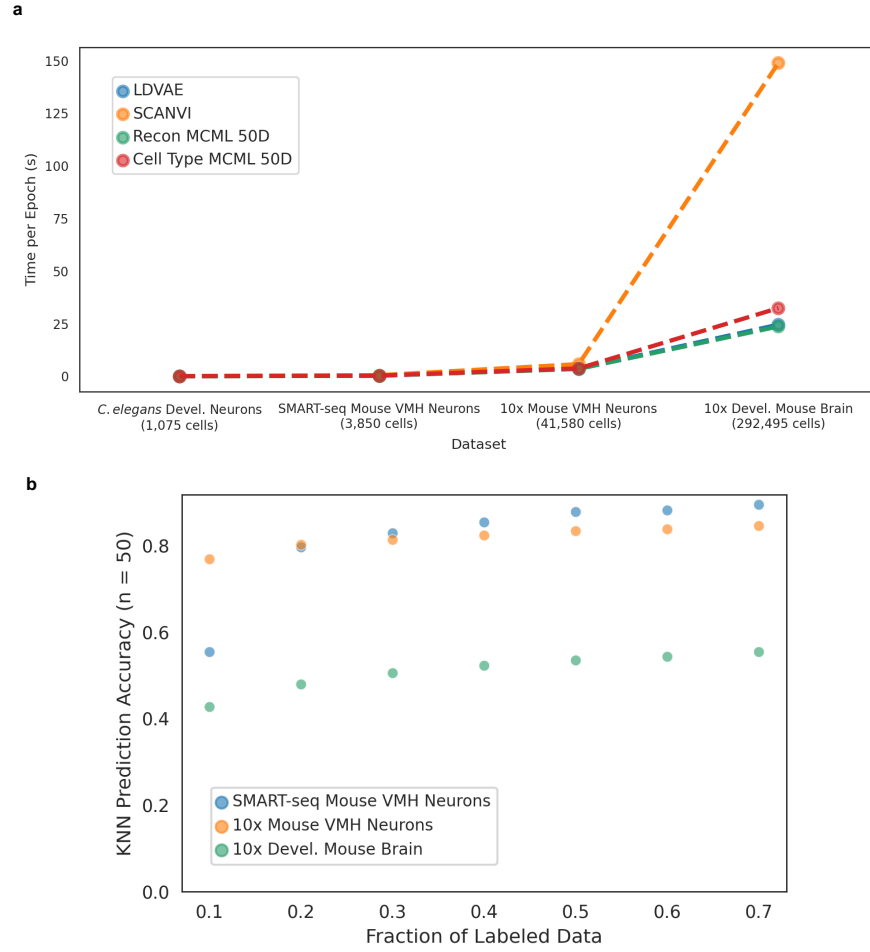 a
150
125
100
75
50
25
0
Time per Epoch (s)
LDVAE
SCANVI
Recon MCML 50D
Cell Type MCML 50D
C. elegans Devel. Neurons
(1,075 cells)
SMART-seq Mouse VMH Neurons
(3,850 cells)
10x Mouse VMH Neurons
(41,580 cells)
10x Devel. Mouse Brain
(292,495 cells)
Dataset
b
0.8
0.6
0.4
0.2
0.0
KNN Prediction Accuracy (n = 50)
SMART-seq Mouse VMH Neurons
10x Mouse VMH Neurons
10x Devel. Mouse Brain
0.1 0.2 0.3 0.4 0.5 0.6 0.7
Fraction of Labeled Data